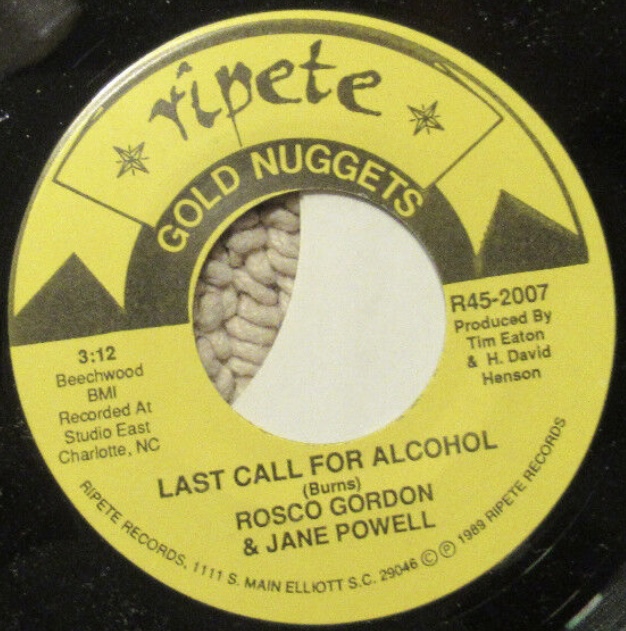 ripete
GOLD NUGGETS
3:12
Beechwood
BMI
Recorded At
Studio East
Charlotte, NC
R45-2007
Produced By
Tim Eaton
& H. David
Henson
LAST CALL FOR ALCOHOL
(Burns)
ROSCO GORDON
& JANE POWELL
RIPETE RECORDS, 1111 S. MAIN ELLIOTT S.C. 29046 © ℗ 1989 RIPETE RECORDS